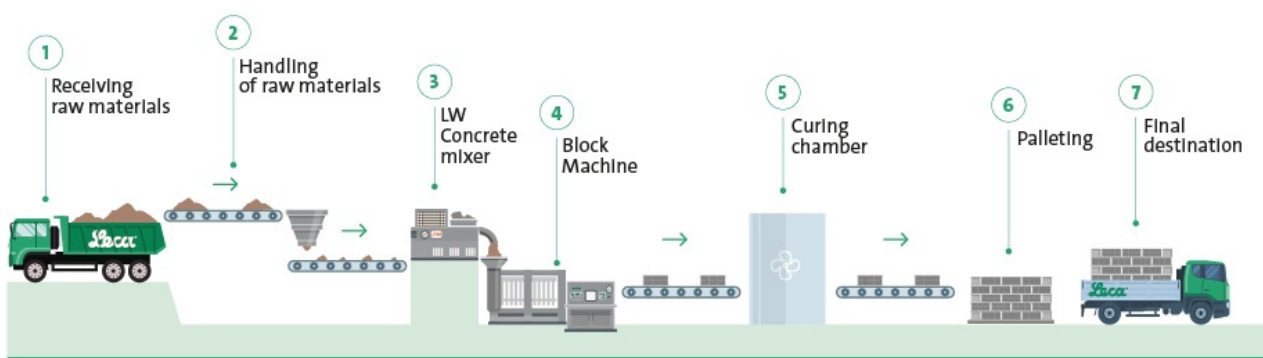 1
Receiving
raw materials
2
Handling
of raw materials
3
LW
Concrete
mixer
4
Block
Machine
5
Curing
chamber
6
Palleting
7
Final
destination
Leca
Leca